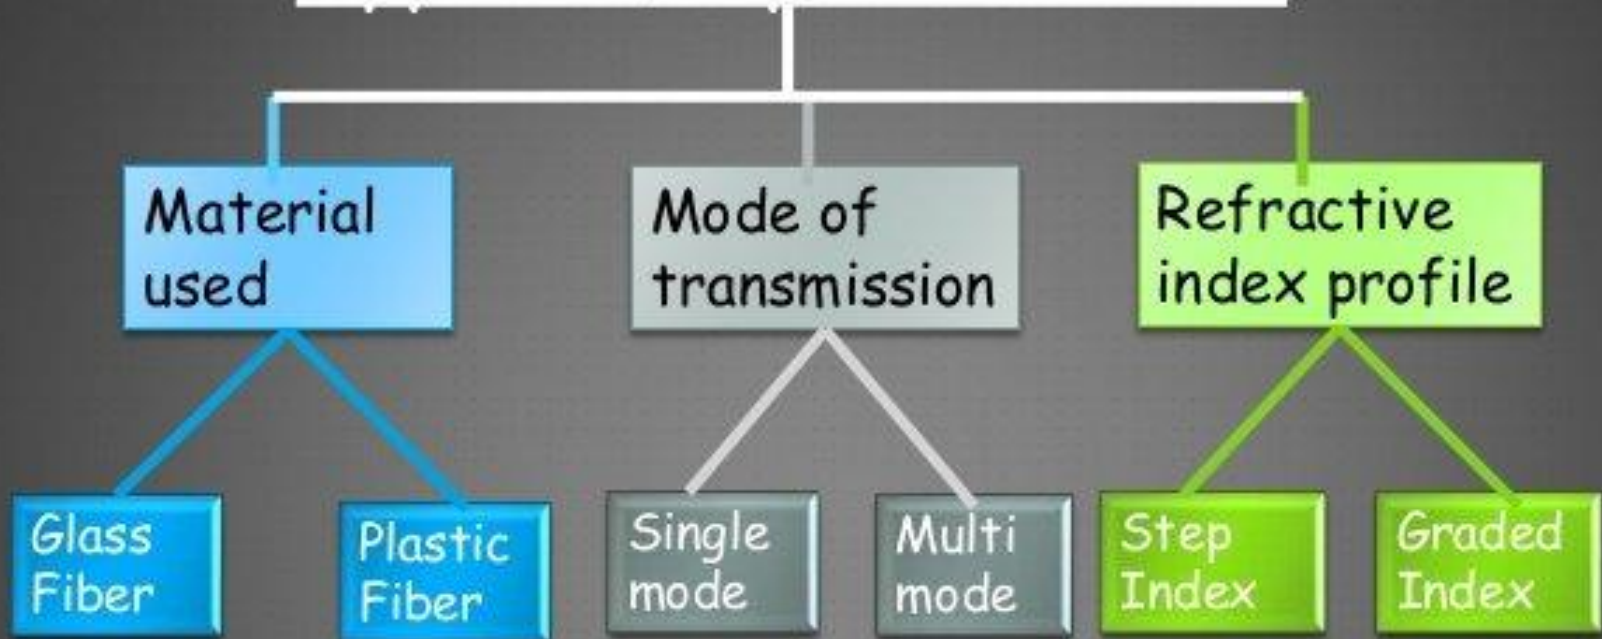 Material
used
Mode of
transmission
Refractive
index profile
Glass
Fiber
Plastic
Fiber
Single
mode
Multi
mode
Step
Index
Graded
Index